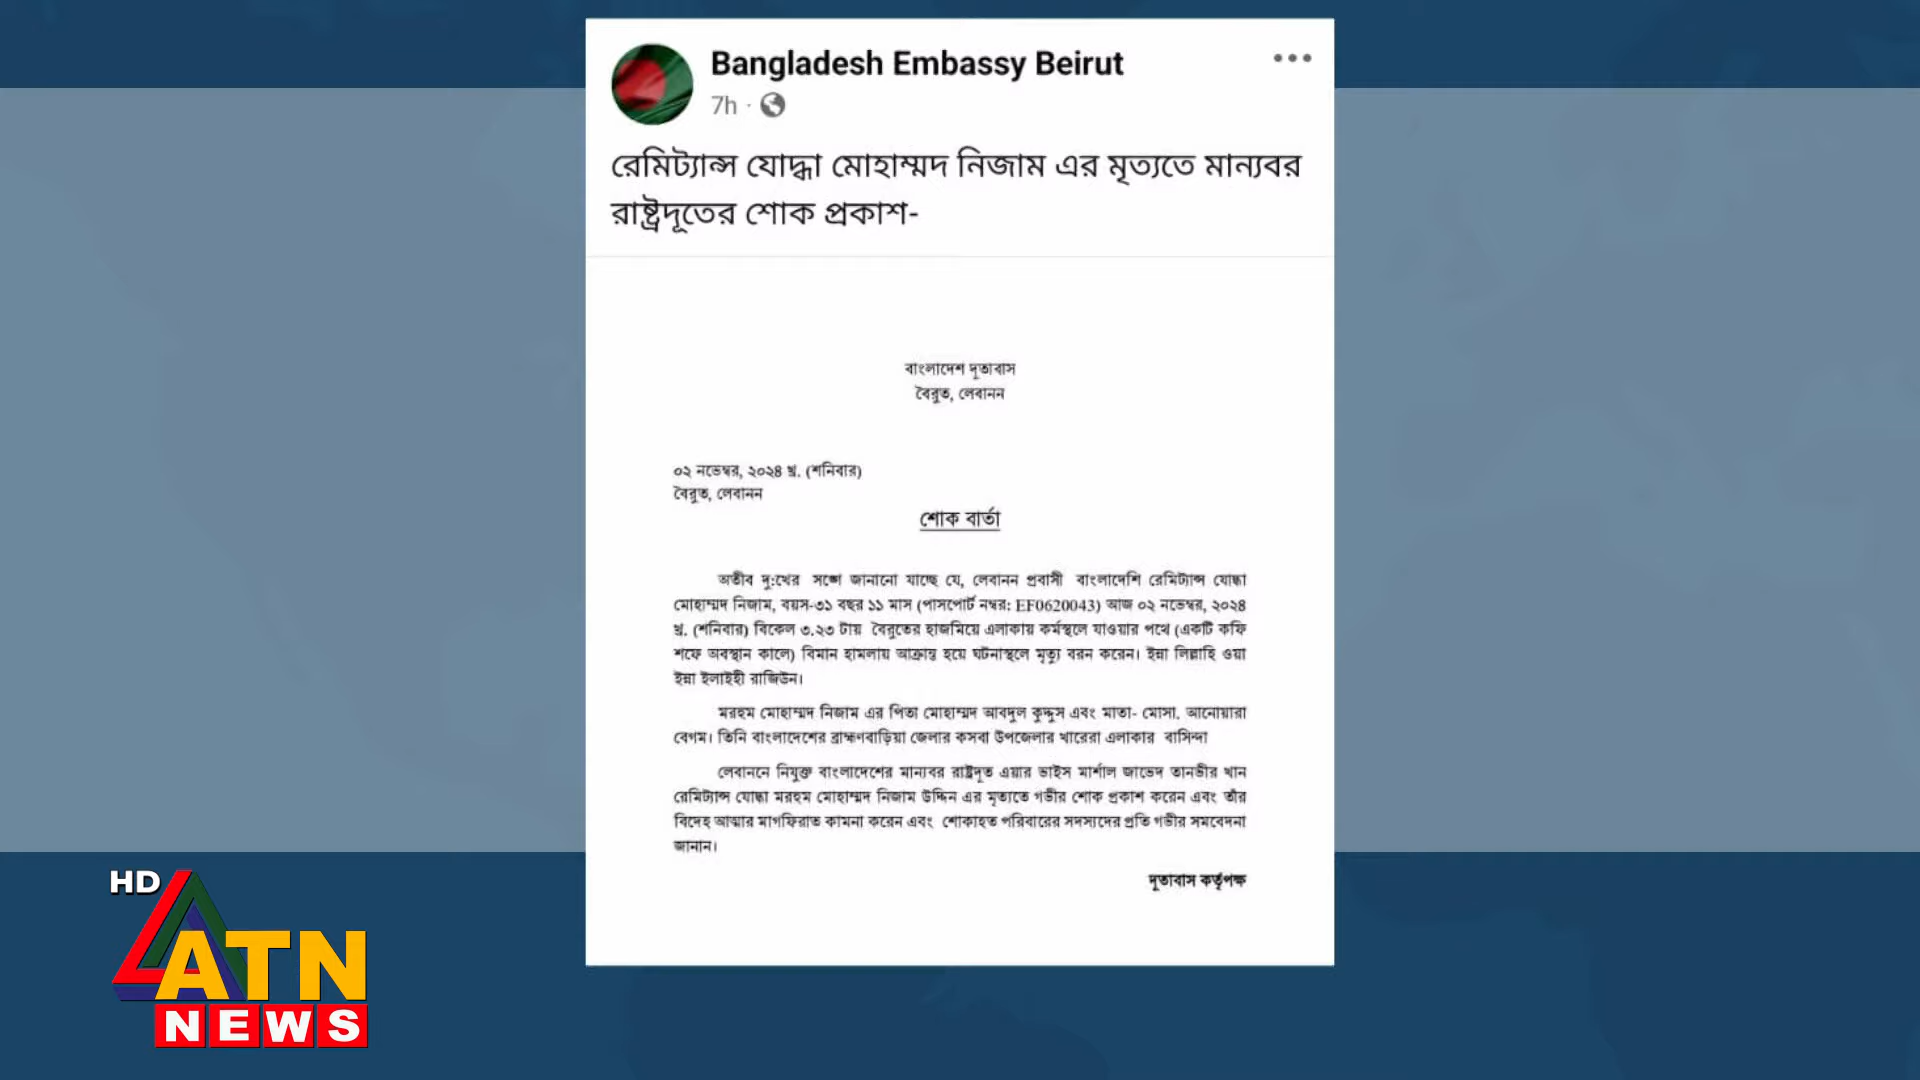 Bangladesh Embassy Beirut
7h ·
রেমিট্যান্স যোদ্ধা মোহাম্মদ নিজাম এর মৃত্যতে মান্যবর
রাষ্ট্রদূতের শোক প্রকাশ-
বাংলাদেশ দূতাবাস
বৈরুত, লেবানন
০২ নভেম্বর, ২০২৪ খ্র. (শনিবার)
বৈরুত, লেবানন
শোক বার্তা
অতীব দু:খের সঙ্গে জানানো যাচ্ছে যে, লেবানন প্রবাসী বাংলাদেশি রেমিট্যান্স যোদ্ধা
মোহাম্মদ নিজাম, বয়স-৩১ বছর ১১ মাস (পাসপোর্ট নম্বর: EF0620043) আজ ০২ নভেম্বর, ২০২৪
খ্র. (শনিবার) বিকেল ৩.২৩ টায় বৈরুতের হাজমিয়ে এলাকায় কর্মস্থলে যাওয়ার পথে (একটি কফি
শফে অবস্থান কালে) বিমান হামলায় আক্রান্ত হয়ে ঘটনাস্থলে মৃত্যু বরন করেন। ইন্না লিল্লাহি ওয়া
ইন্না ইলাইহী রাজিউন।
মরহুম মোহাম্মদ নিজাম এর পিতা মোহাম্মদ আবদুল কুদ্দুস এবং মাতা- মোসা. আনোয়ারা
বেগম। তিনি বাংলাদেশের ব্রাহ্মণবাড়িয়া জেলার কসবা উপজেলার খারেরা এলাকার বাসিন্দা
লেবাননে নিযুক্ত বাংলাদেশের মান্যবর রাষ্ট্রদূত এয়ার ভাইস মার্শাল জাভেদ তানভীর খান
রেমিট্যান্স যোদ্ধা মরহুম মোহাম্মদ নিজাম উদ্দিন এর মৃত্যতে গভীর শোক প্রকাশ করেন এবং তাঁর
বিদেহ আত্মার মাগফিরাত কামনা করেন এবং শোকাহত পরিবারের সদস্যদের প্রতি গভীর সমবেদনা
জানান।
দূতাবাস কর্তৃপক্ষ
HD
ATN
NEWS